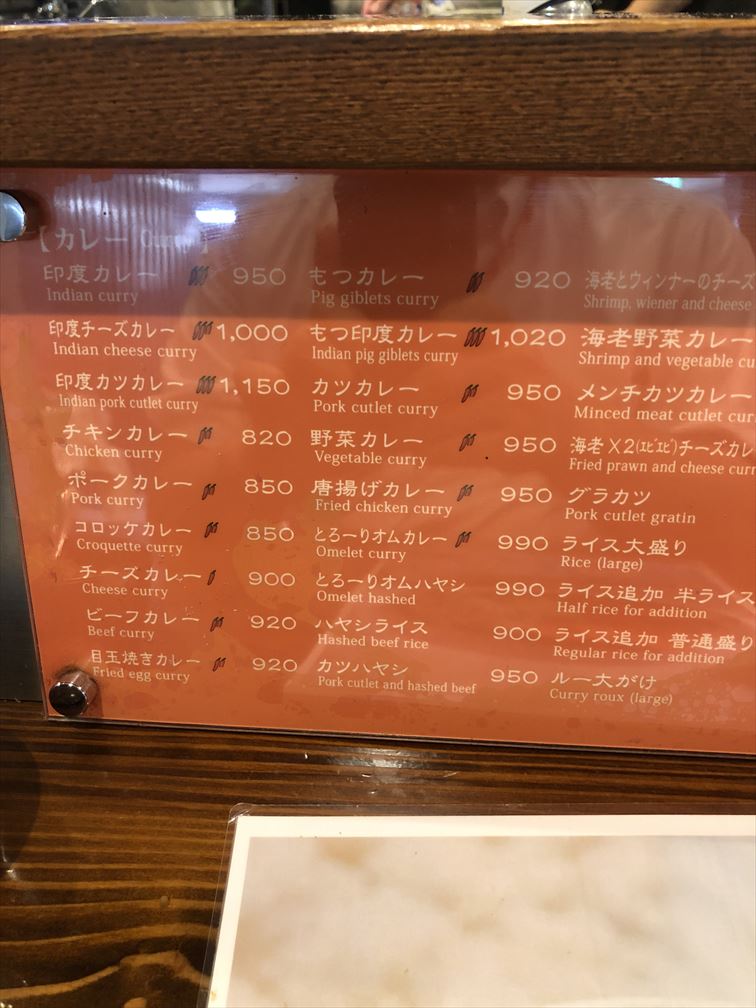 【カレー Curry】
印度カレー 950
Indian curry
印度チーズカレー 1,000
Indian cheese curry
印度カツカレー 1,150
Indian pork cutlet curry
チキンカレー 820
Chicken curry
ポークカレー 850
Pork curry
コロッケカレー 850
Croquette curry
チーズカレー 900
Cheese curry
ビーフカレー 920
Beef curry
目玉焼きカレー 920
Fried egg curry
もつカレー 920
Pig giblets curry
もつ印度カレー 1,020
Indian pig giblets curry
カツカレー 950
Pork cutlet curry
野菜カレー 950
Vegetable curry
唐揚げカレー 950
Fried chicken curry
とろーりオムカレー 990
Omelet curry
とろーりオムハヤシ 990
Omelet hashed
ハヤシライス 900
Hashed beef rice
カツハヤシ 950
Pork cutlet and hashed beef
海老とウィンナーのチーズ
Shrimp, wiener and cheese
海老野菜カレー
Shrimp and vegetable cu
メンチカツカレー
Minced meat cutlet cur
海老×2(エビエビ)チーズカレ
Fried prawn and cheese curr
グラカツ
Pork cutlet gratin
ライス大盛り
Rice (large)
ライス追加 半ライス
Half rice for addition
ライス追加 普通盛り
Regular rice for addition
ルー大がけ
Curry roux (large)